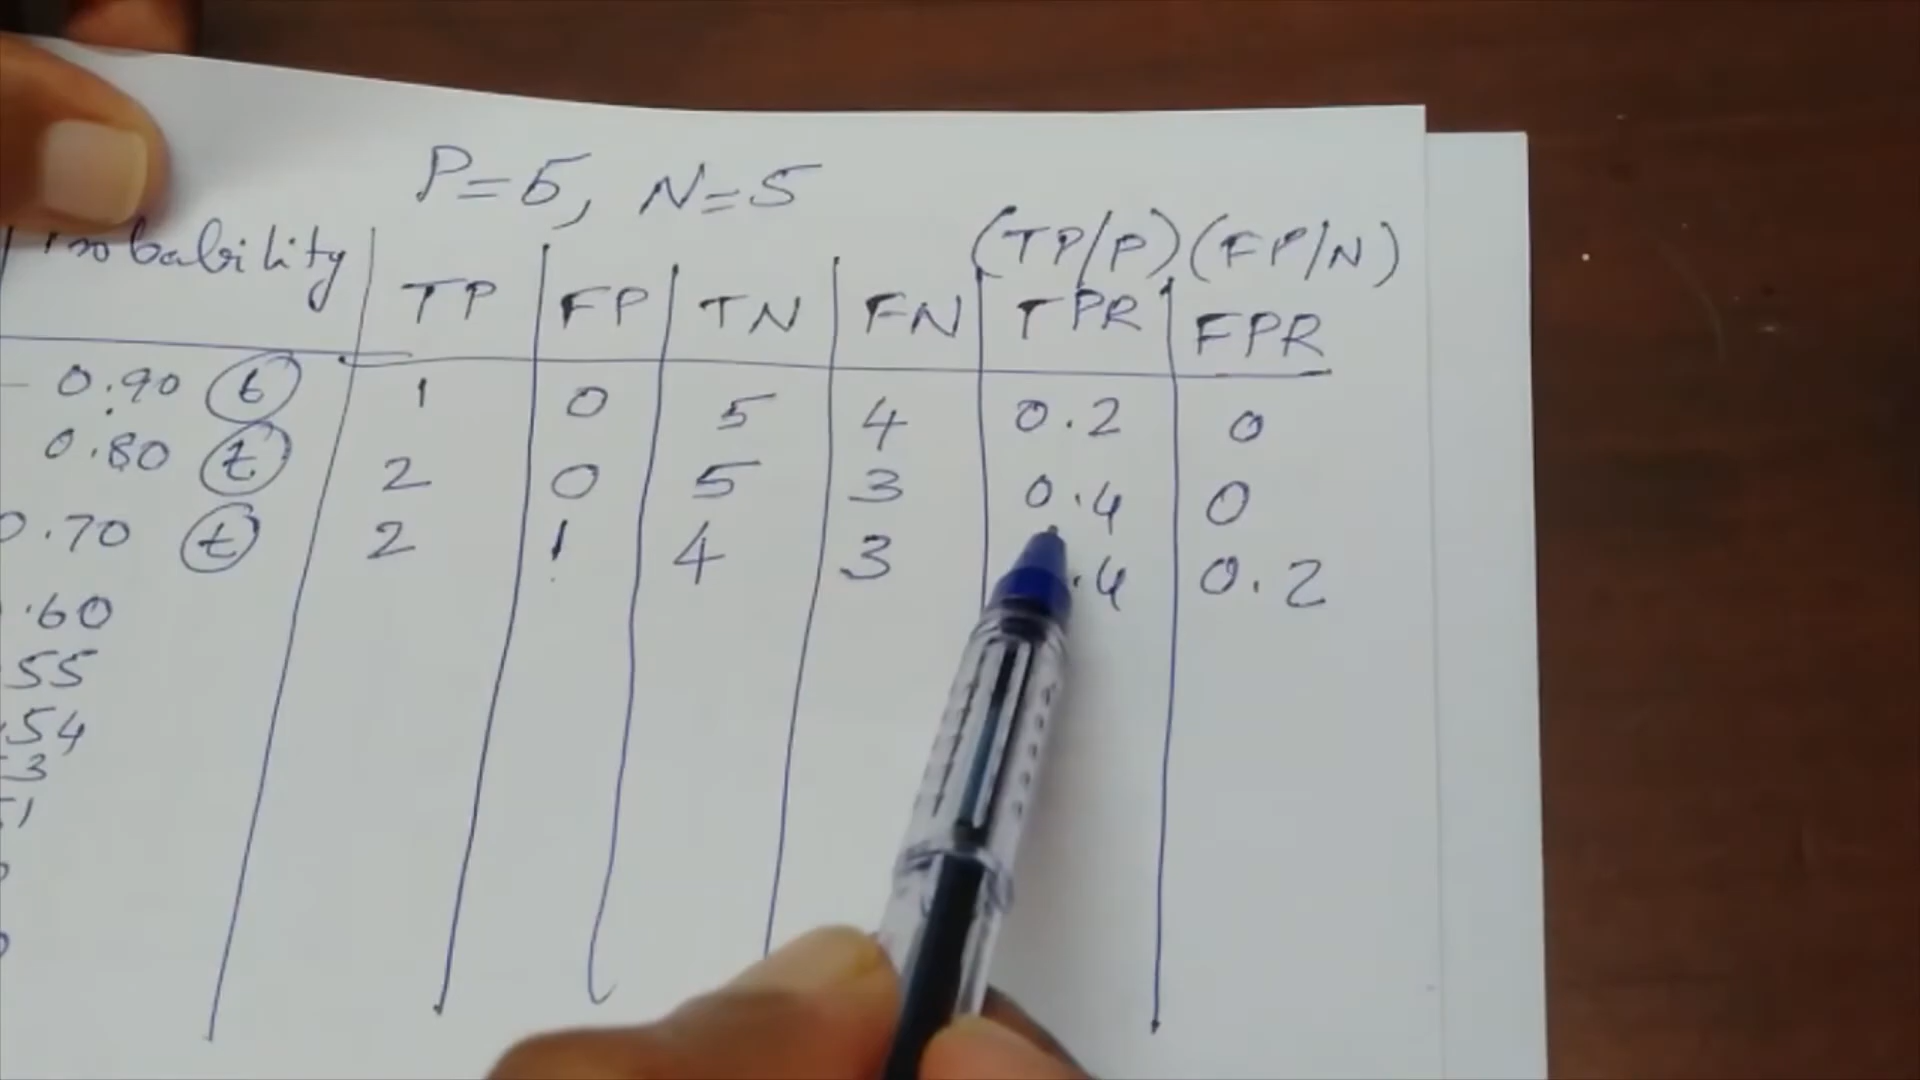 P=5, N=5
(TP/P) (FP/N)
Probability TP FP TN FN TPR FPR
0.90 t 1 0 5 4 0.2 0
0.80 t 2 0 5 3 0.4 0
0.70 t 2 1 4 3 .4 0.2
.60
.55
.54